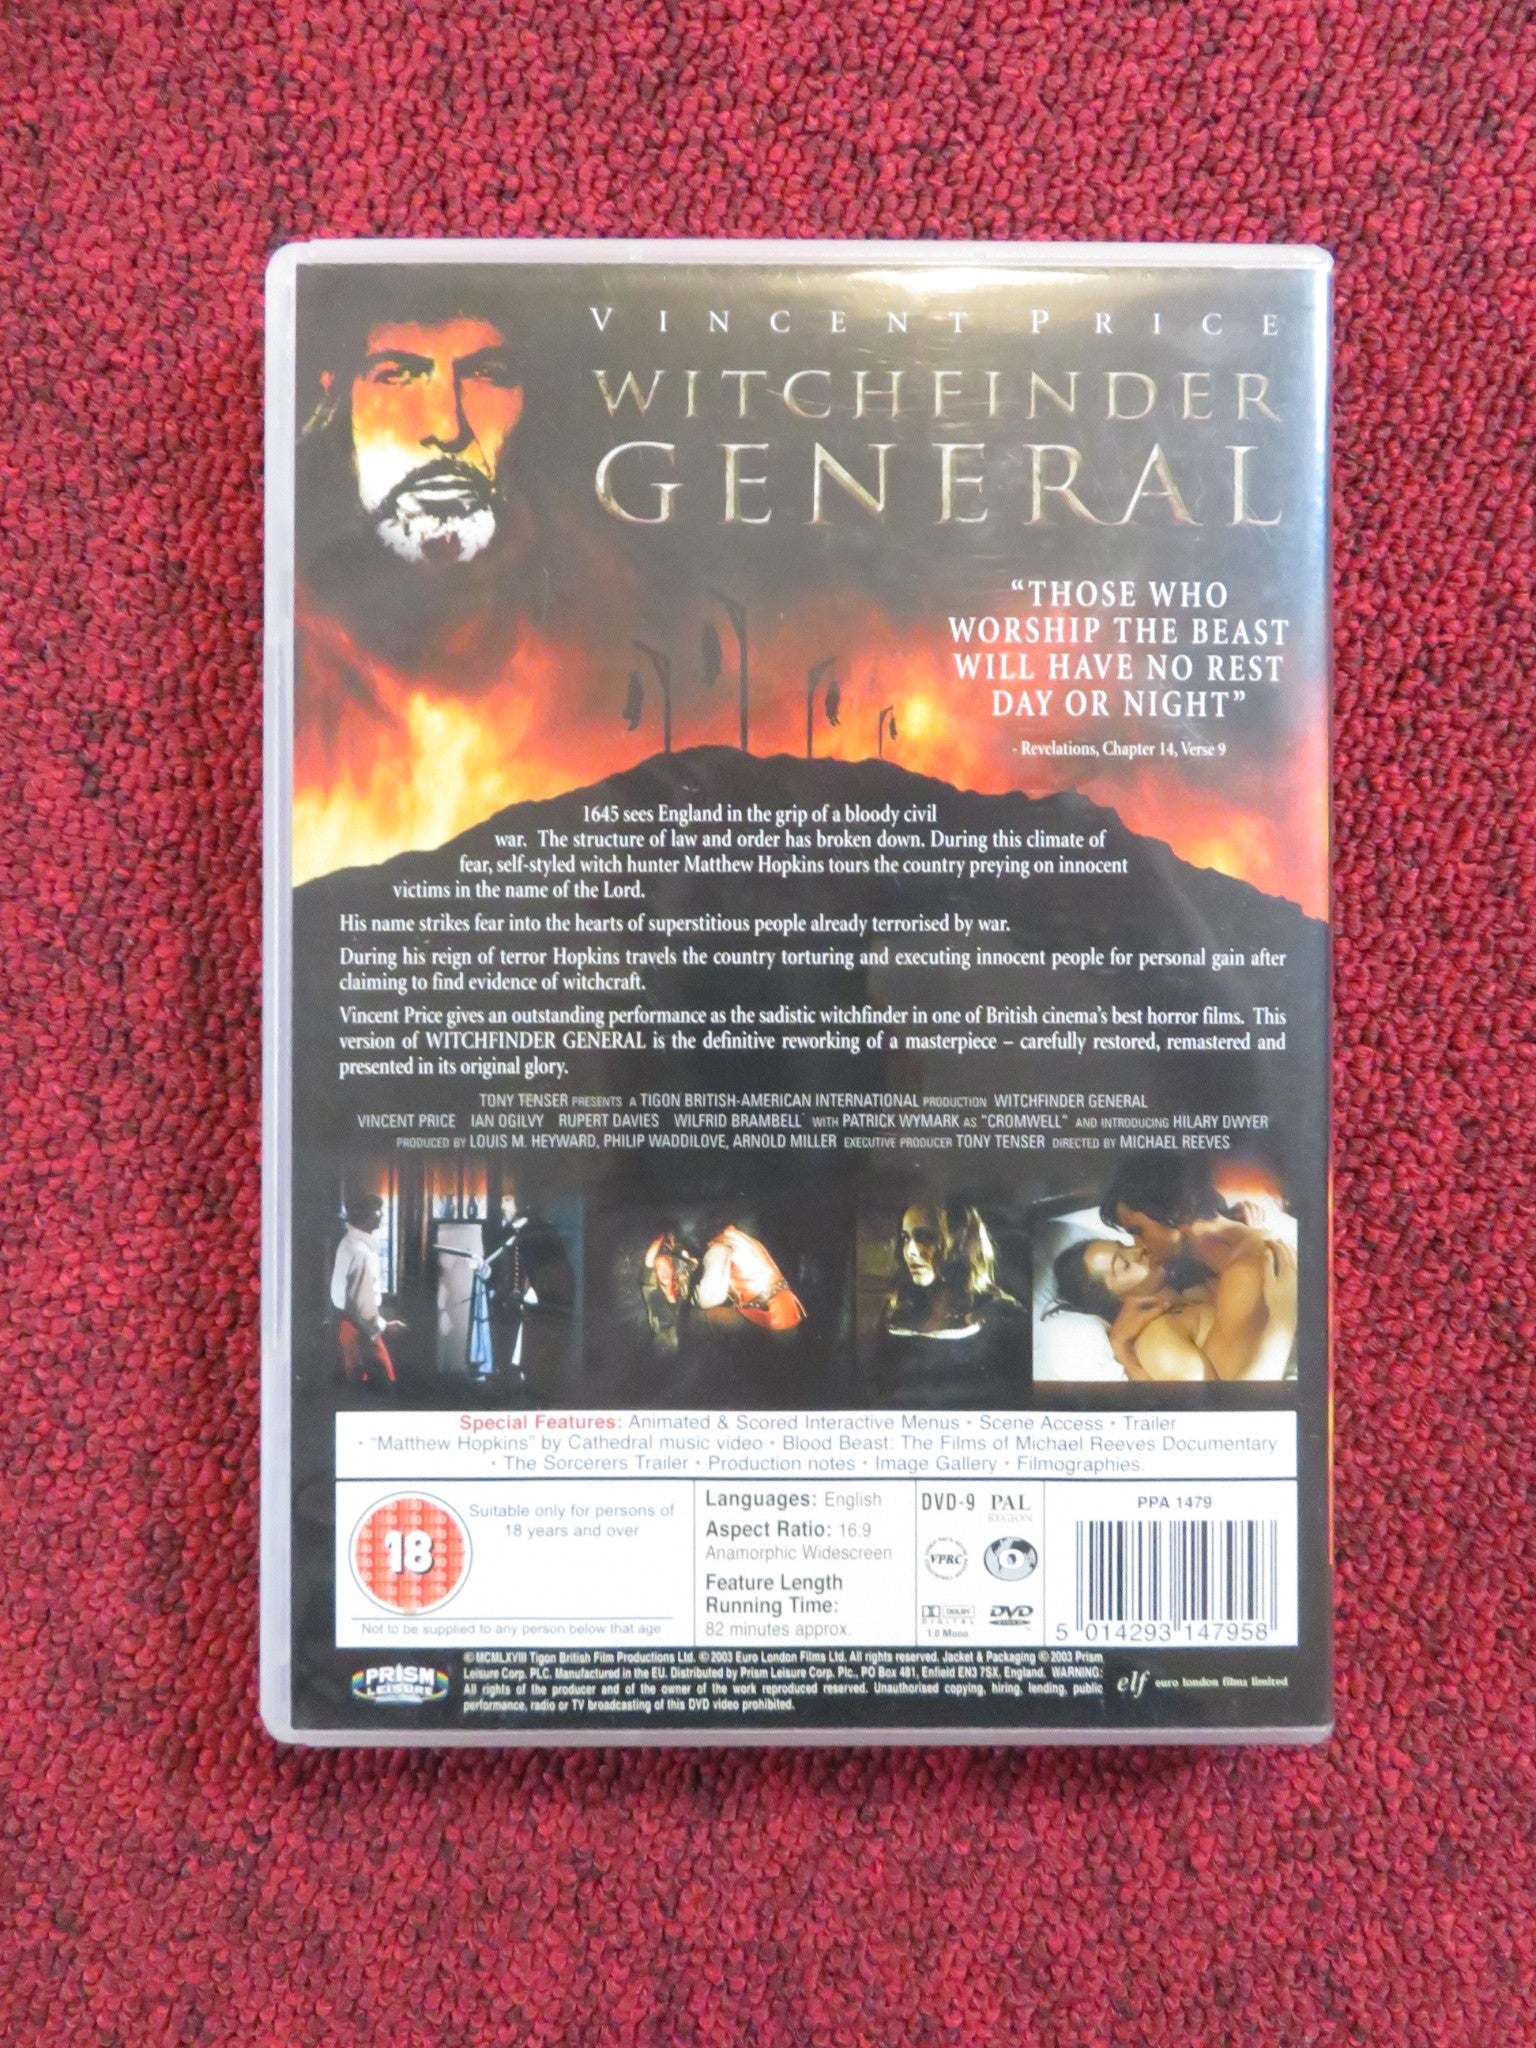 VINCENT PRICE
WITCHFINDER
GENERAL
“THOSE WHO
WORSHIP THE BEAST
WILL HAVE NO REST
DAY OR NIGHT”
- Revelations, Chapter 14, Verse 9
1645 sees England in the grip of a bloody civil
war. The structure of law and order has broken down. During this climate of
fear, self-styled witch hunter Matthew Hopkins tours the country preying on innocent
victims in the name of the Lord.
His name strikes fear into the hearts of superstitious people already terrorised by war.
During his reign of terror Hopkins travels the country torturing and executing innocent people for personal gain after
claiming to find evidence of witchcraft.
Vincent Price gives an outstanding performance as the sadistic witchfinder in one of British cinema’s best horror films. This
version of WITCHFINDER GENERAL is the definitive reworking of a masterpiece – carefully restored, remastered and
presented in its original glory.
TONY TENSER PRESENTS A TIGON BRITISH-AMERICAN INTERNATIONAL PRODUCTION WITCHFINDER GENERAL
VINCENT PRICE IAN OGILVY RUPERT DAVIES WILFRID BRAMBELL WITH PATRICK WYMARK AS "CROMWELL" AND INTRODUCING HILARY DWYER
PRODUCED BY LOUIS M. HEYWARD, PHILIP WADDILOVE, ARNOLD MILLER EXECUTIVE PRODUCER TONY TENSER DIRECTED BY MICHAEL REEVES
Special Features: Animated & Scored Interactive Menus • Scene Access • Trailer
• "Matthew Hopkins" by Cathedral music video • Blood Beast: The Films of Michael Reeves Documentary
• The Sorcerers Trailer • Production notes • Image Gallery • Filmographies.
18
Suitable only for persons of
18 years and over
Not to be supplied to any person below that age
Languages: English
Aspect Ratio: 16:9
Anamorphic Widescreen
Feature Length
Running Time:
82 minutes approx.
DVD-9 PAL
REGION
VPRC
0
DOLBY
DIGITAL
1.0 Mono
DVD
VIDEO
PPA 1479
5 014293 147958
PRISM
LEISURE
©MCMLXVIII Tigon British Film Productions Ltd. ©2003 Euro London Films Ltd. All rights reserved. Jacket & Packaging ©2003 Prism
Leisure Corp. PLC. Manufactured in the EU. Distributed by Prism Leisure Corp. Plc., PO Box 481, Enfield EN3 7SX, England. WARNING:
All rights of the producer and of the owner of the work reproduced reserved. Unauthorised copying, hiring, lending, public
performance, radio or TV broadcasting of this DVD video prohibited.
elf euro london films limited